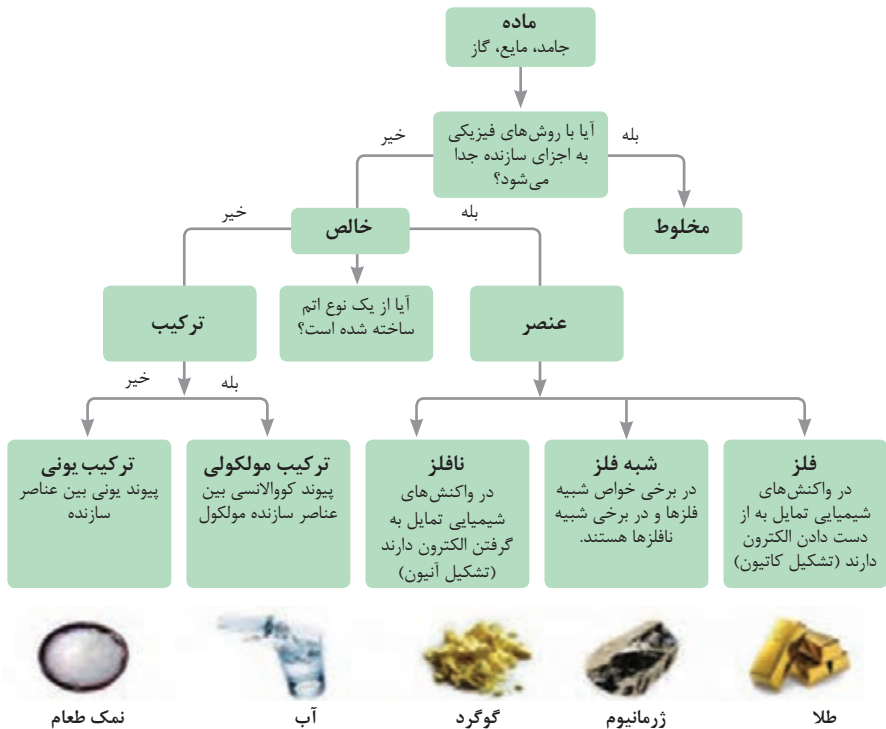 ماده
جامد، مایع، گاز
آیا با روش‌های فیزیکی
به اجزای سازنده جدا
می‌شود؟
بله
خیر
مخلوط
خالص
بله
خیر
عنصر
آیا از یک نوع اتم
ساخته شده است؟
ترکیب
بله
خیر
فلز
در واکنش‌های
شیمیایی تمایل به از
دست دادن الکترون
دارند (تشکیل کاتیون)
شبه فلز
در برخی خواص شبیه
فلزها و در برخی شبیه
نافلزها هستند.
نافلز
در واکنش‌های
شیمیایی تمایل به
گرفتن الکترون دارند
(تشکیل آنیون)
ترکیب مولکولی
پیوند کووالانسی بین
عناصر سازنده مولکول
ترکیب یونی
پیوند یونی بین عناصر
سازنده
طلا
ژرمانیوم
گوگرد
آب
نمک طعام